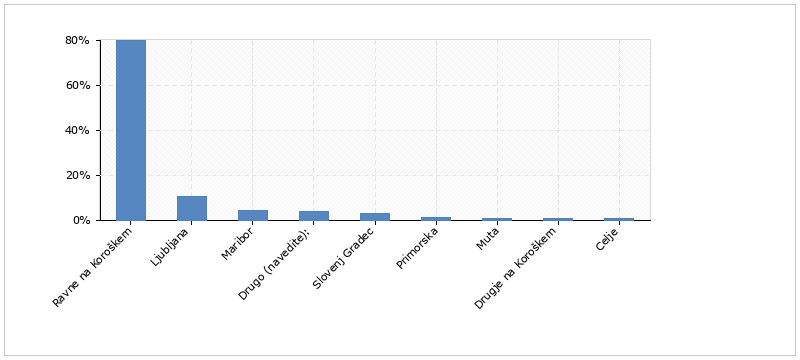 80%
60%
40%
20%
0%
Ravne na Koroškem
Ljubljana
Maribor
Drugo (navedite):
Slovenj Gradec
Primorska
Muta
Drugje na Koroškem
Celje